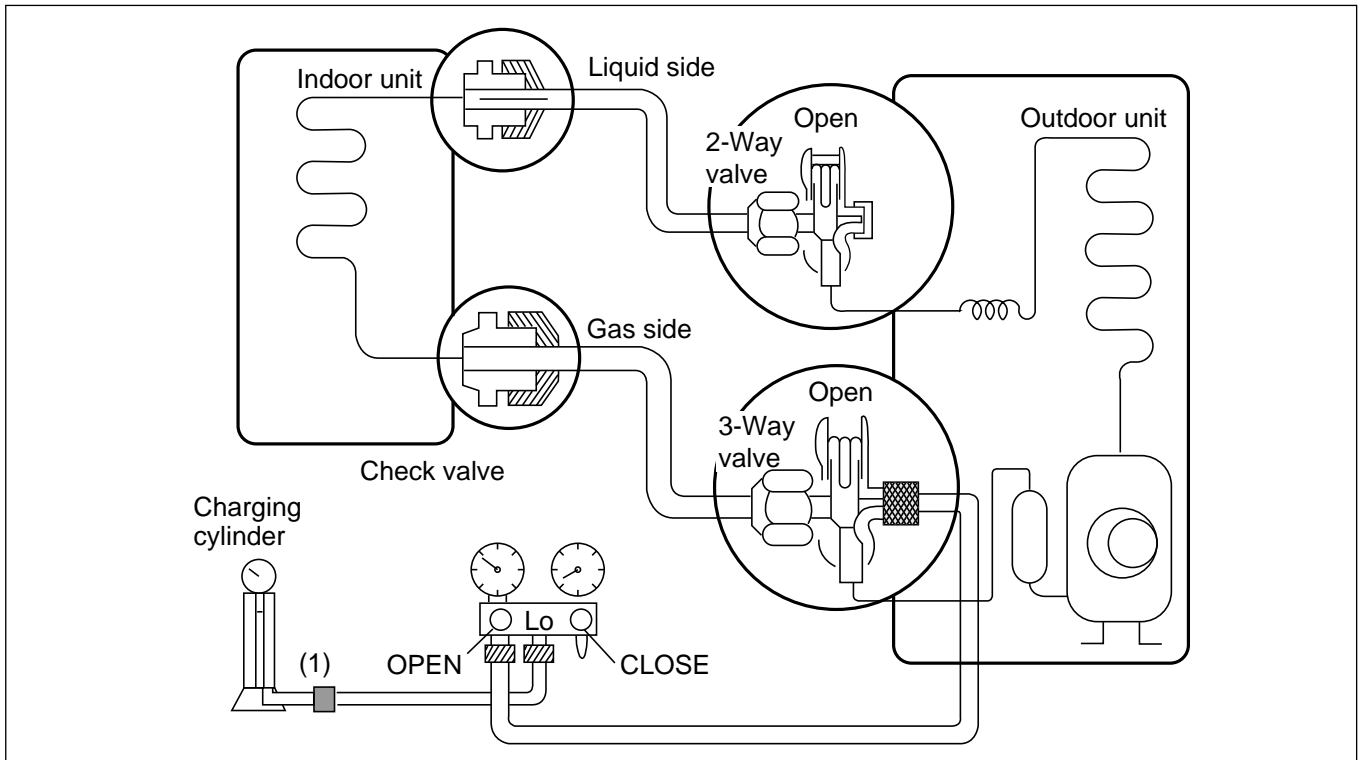 Indoor unit
Liquid side
Open
2-Way
valve
Outdoor unit
Gas side
Open
3-Way
valve
Check valve
Charging
cylinder
Lo
(1)
OPEN
CLOSE